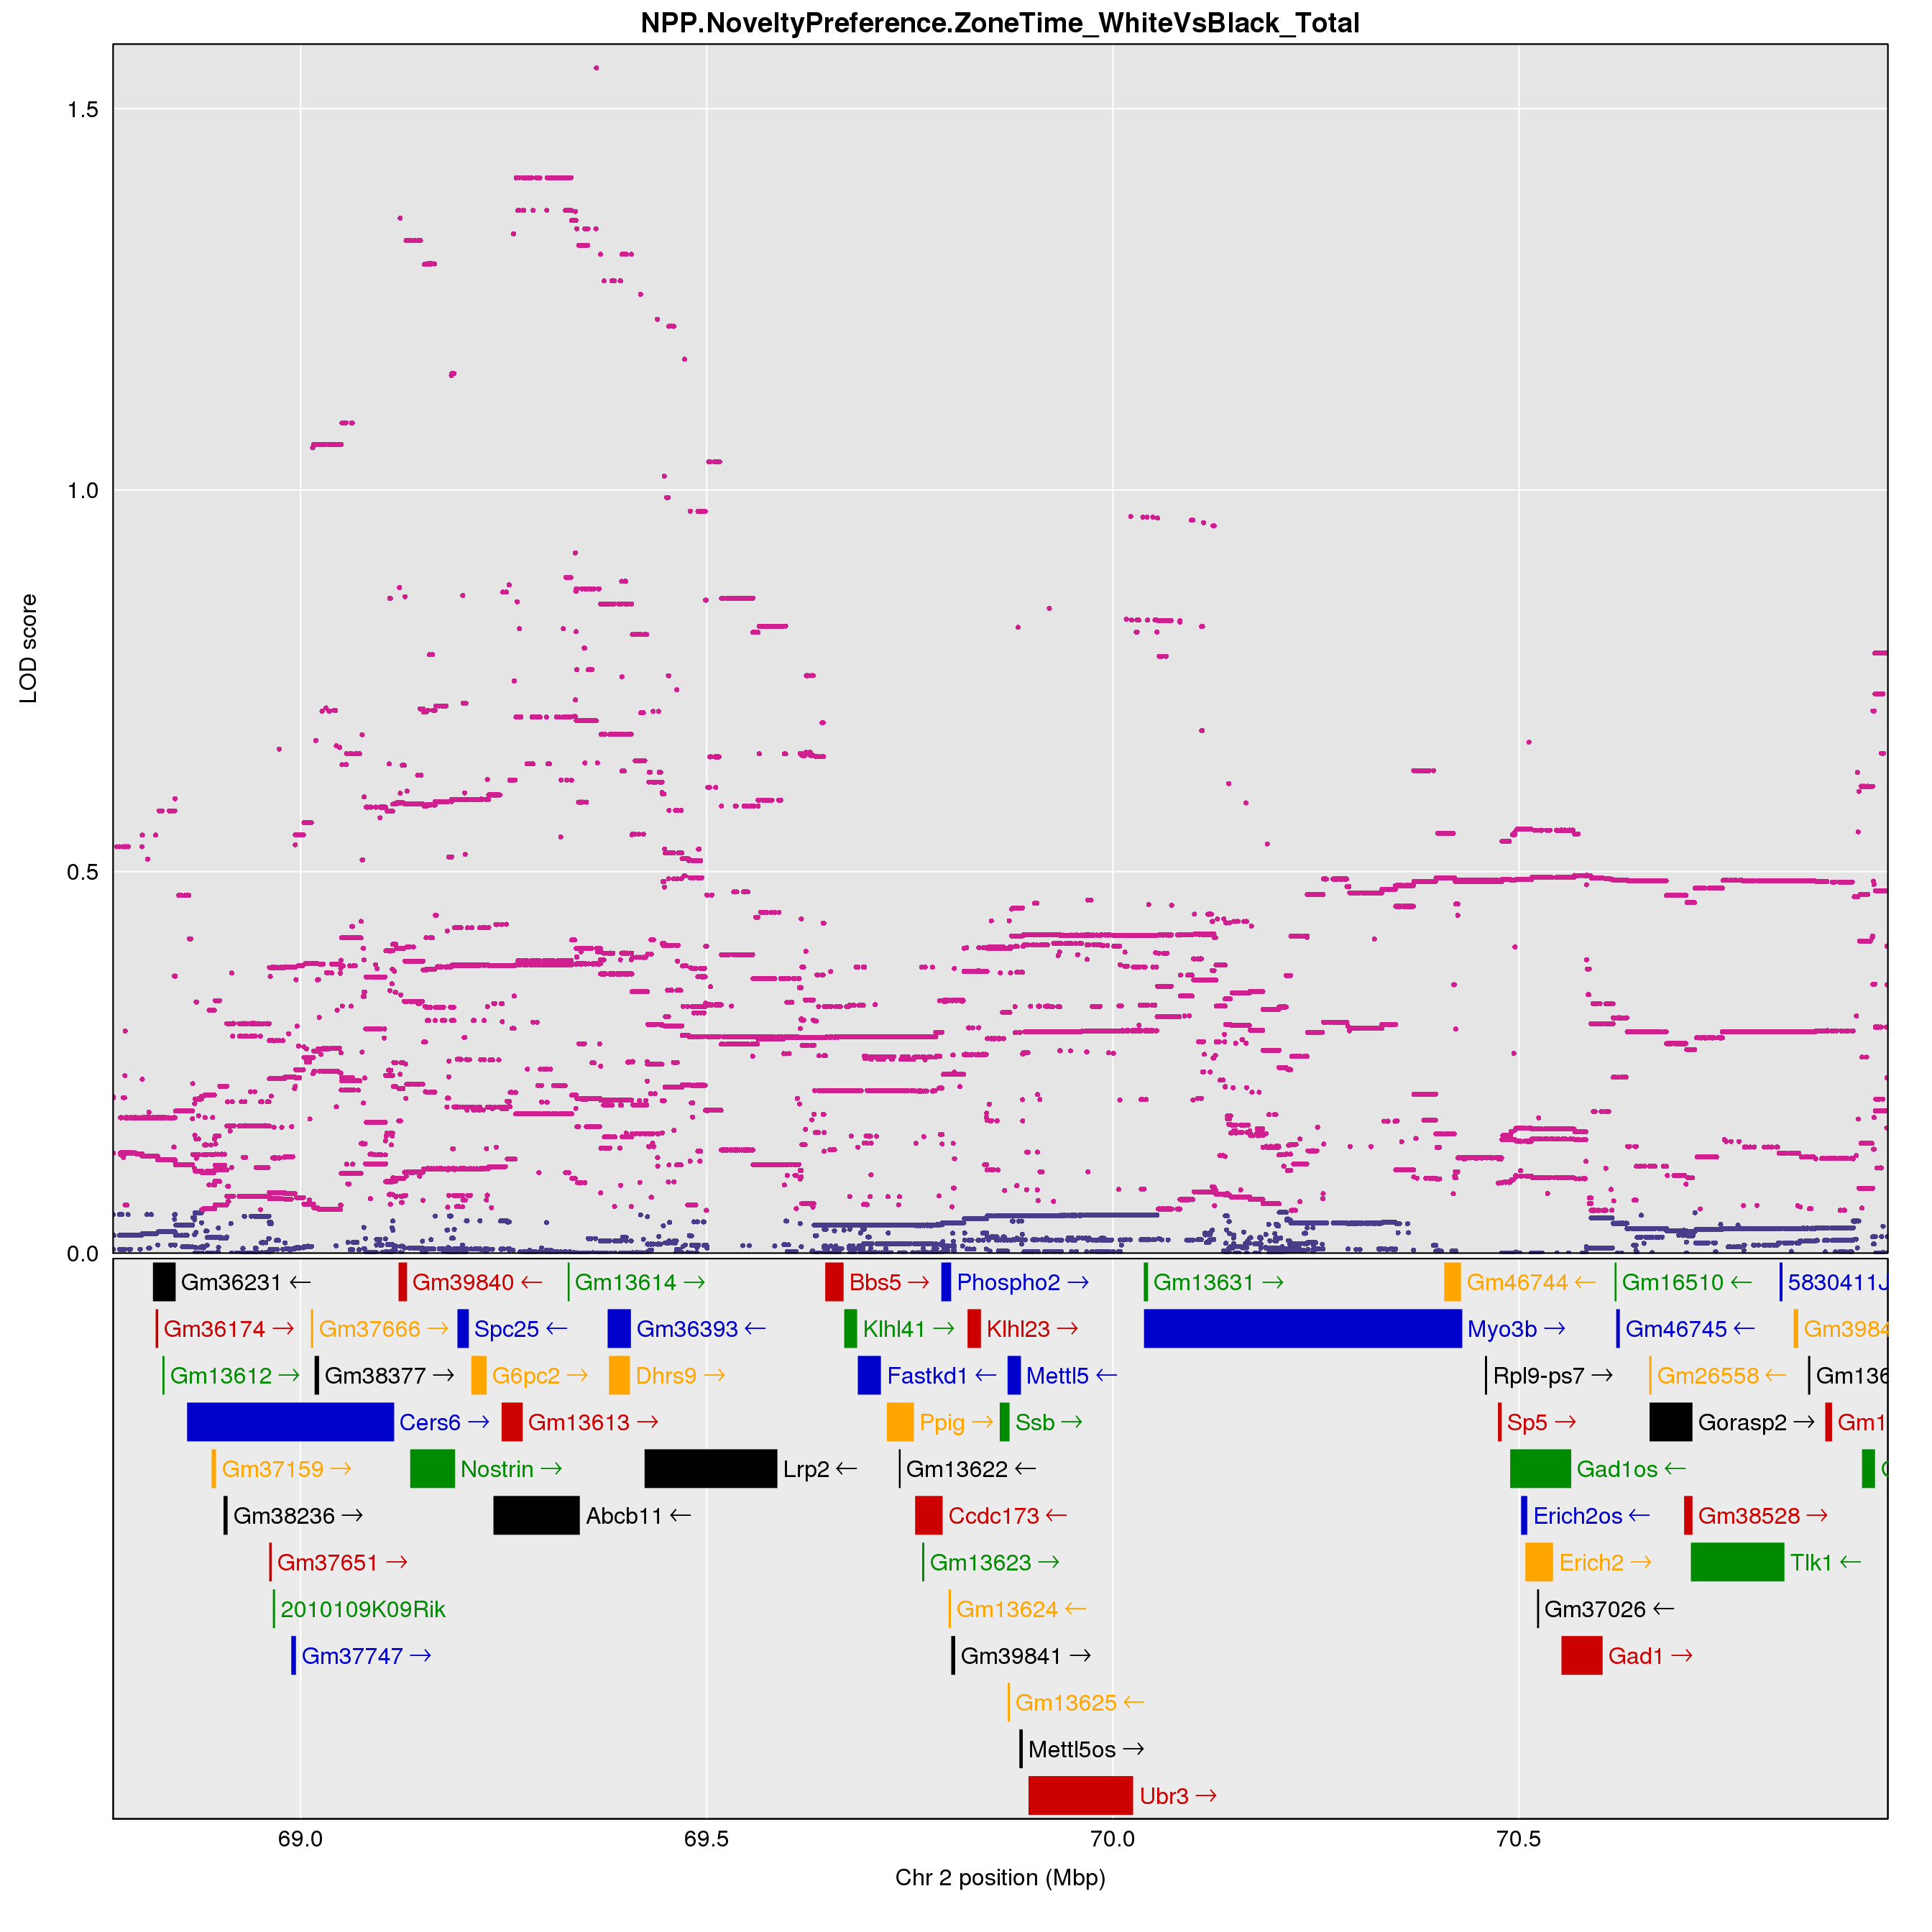 NPP.NoveltyPreference.ZoneTime_WhiteVsBlack_Total
1.5
1.0
0.5
0.0
LOD score
Gm36231 ←
Gm39840 ←
Gm13614 →
Bbs5 →
Phospho2 →
Gm13631 →
Gm46744 ←
Gm16510 ←
5830411J
Gm36174 →
Gm37666 →
Spc25 ←
Gm36393 ←
Klhl41 →
Klhl23 →
Myo3b →
Gm46745 ←
Gm3984
Gm13612 →
Gm38377 →
G6pc2 →
Dhrs9 →
Fastkd1 ←
Mettl5 ←
Rpl9-ps7 →
Gm26558 ←
Gm136
Cers6 →
Gm13613 →
Ppig →
Ssb →
Sp5 →
Gorasp2 →
Gm1
Gm37159 →
Nostrin →
Lrp2 ←
Gm13622 ←
Gad1os ←
Gm38236 →
Abcb11 ←
Ccdc173 ←
Erich2os ←
Gm38528 →
Gm37651 →
Gm13623 →
Erich2 →
Tlk1 ←
2010109K09Rik
Gm13624 ←
Gm37026 ←
Gm37747 →
Gm39841 →
Gad1 →
Gm13625 ←
Mettl5os →
Ubr3 →
69.0
69.5
70.0
70.5
Chr 2 position (Mbp)